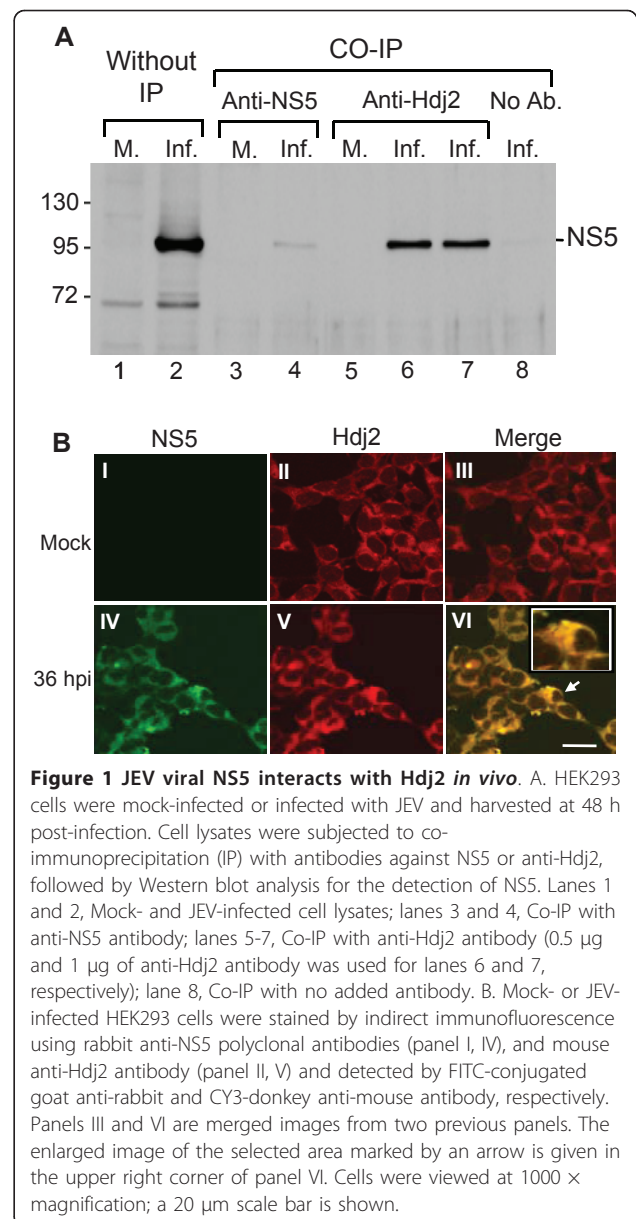 A
Without
IP
CO-IP
Anti-NS5 Anti-Hdj2 No Ab.
M. Inf. M. Inf. M. Inf. Inf. Inf.
130
95
72
NS5
1 2 3 4 5 6 7 8
B
NS5 Hdj2 Merge
Mock
I II III
36 hpi
IV V VI
Figure 1 JEV viral NS5 interacts with Hdj2 in vivo. A. HEK293
cells were mock-infected or infected with JEV and harvested at 48 h
post-infection. Cell lysates were subjected to co-
immunoprecipitation (IP) with antibodies against NS5 or anti-Hdj2,
followed by Western blot analysis for the detection of NS5. Lanes 1
and 2, Mock- and JEV-infected cell lysates; lanes 3 and 4, Co-IP with
anti-NS5 antibody; lanes 5-7, Co-IP with anti-Hdj2 antibody (0.5 μg
and 1 μg of anti-Hdj2 antibody was used for lanes 6 and 7,
respectively); lane 8, Co-IP with no added antibody. B. Mock- or JEV-
infected HEK293 cells were stained by indirect immunofluorescence
using rabbit anti-NS5 polyclonal antibodies (panel I, IV), and mouse
anti-Hdj2 antibody (panel II, V) and detected by FITC-conjugated
goat anti-rabbit and CY3-donkey anti-mouse antibody, respectively.
Panels III and VI are merged images from two previous panels. The
enlarged image of the selected area marked by an arrow is given in
the upper right corner of panel VI. Cells were viewed at 1000 ×
magnification; a 20 μm scale bar is shown.